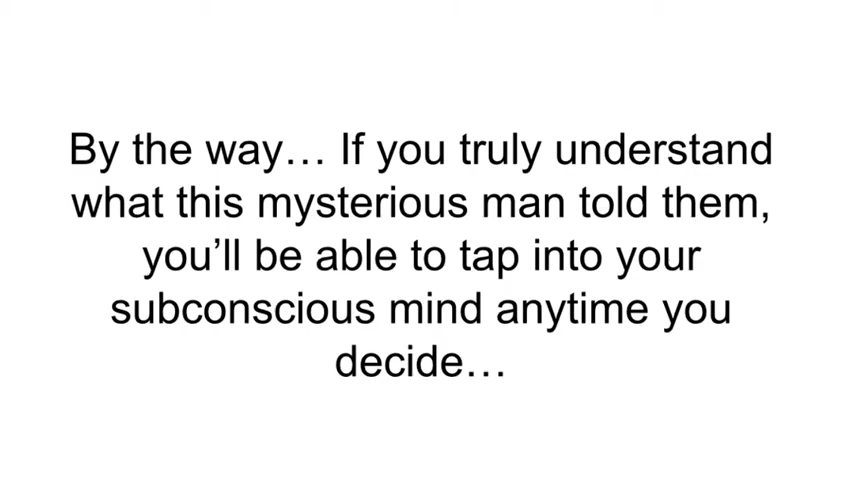 By the way… If you truly understand
what this mysterious man told them,
you’ll be able to tap into your
subconscious mind anytime you
decide…